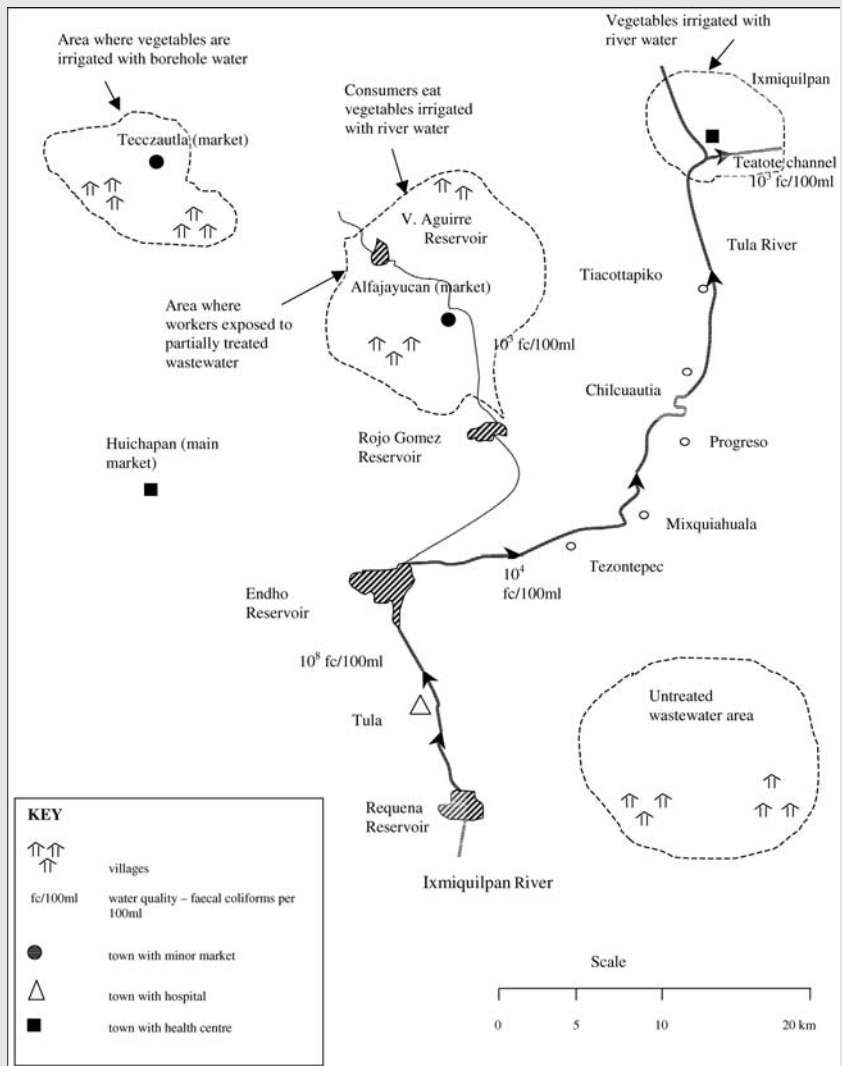 Area where vegetables are
irrigated with borehole water
Vegetables irrigated with
river water
Consumers eat
vegetables irrigated
with river water
Ixmiquilpan
Tecczautla (market)
Teatote channel
10³ fc/100ml
V. Aguirre
Reservoir
Tula River
Tiacottapiko
Alfajayucan (market)
Area where
workers exposed to
partially treated
wastewater
10³ fc/100ml
Chilcuautia
Rojo Gomez
Reservoir
Huichapan (main
market)
Progreso
Mixquiahuala
Tezontepec
10⁴
fc/100ml
Endho
Reservoir
10⁸ fc/100ml
Untreated
wastewater area
Tula
Requena
Reservoir
Ixmiquilpan River
KEY
villages
fc/100ml
water quality – faecal coliforms per
100ml
town with minor market
town with hospital
town with health centre
Scale
0 5 10 20 km